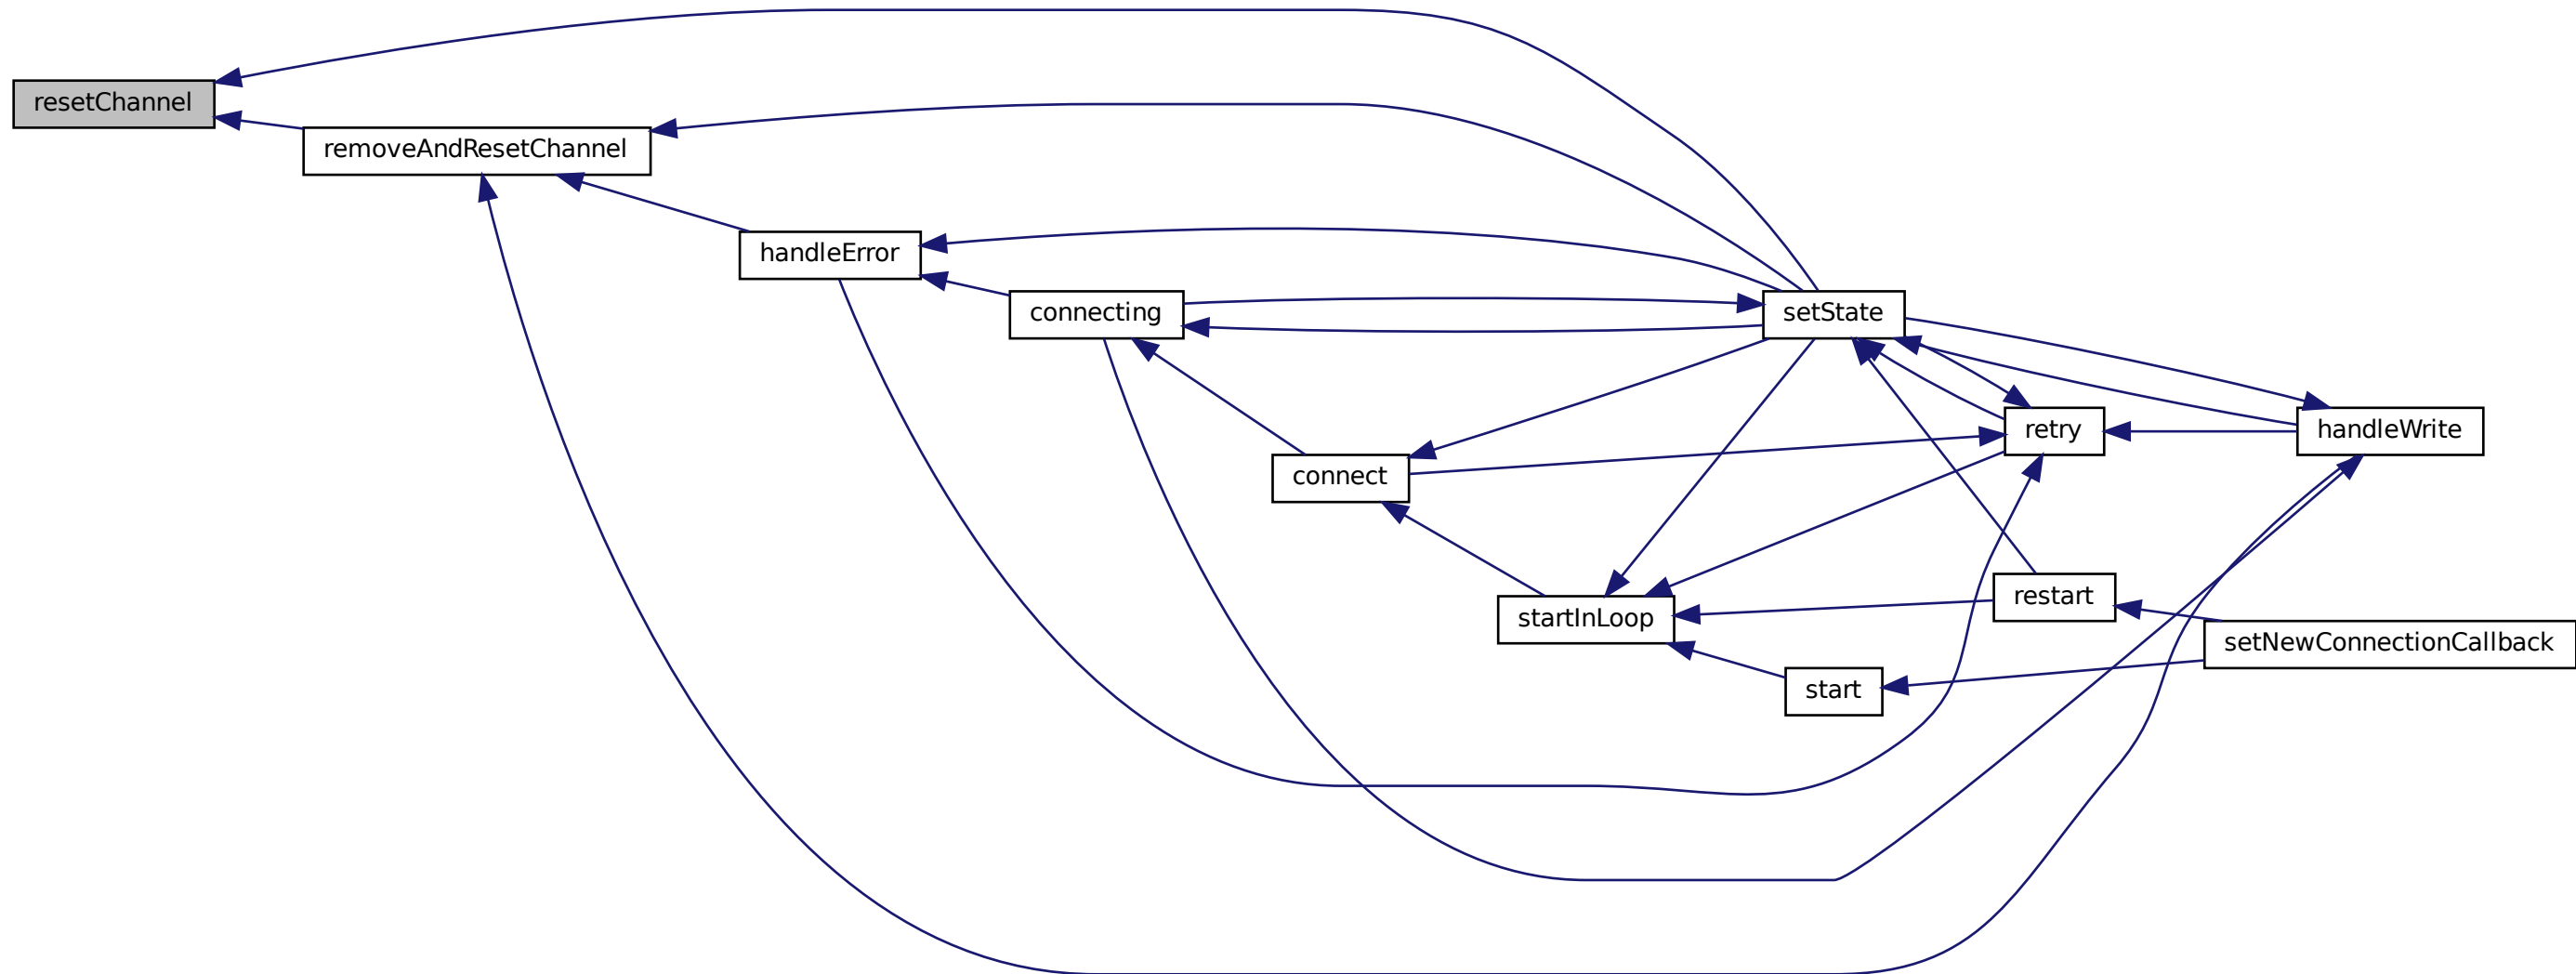 resetChannel
removeAndResetChannel
handleError
connecting
setState
retry
handleWrite
connect
restart
startInLoop
setNewConnectionCallback
start